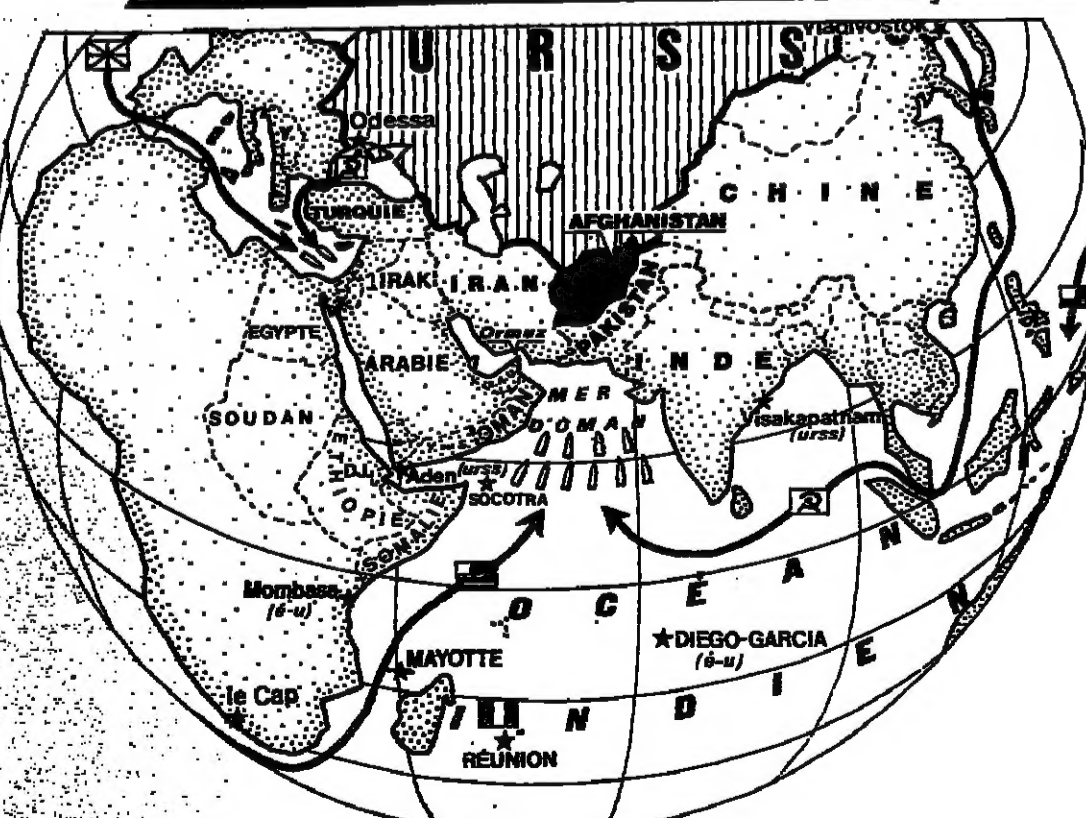 U R S S
Vladivostok
Odessa
CHINE
TURQUIE
AFGHANISTAN
IRAK
IRAN
PAKISTAN
Ormuz
EGYPTE
ARABIE
INDE
MER
D'OMAN
OMAN
SOUDAN
Visakapatnam
(urss)
ETHIOPIE
DJ.
Aden
(urss)
SOCOTRA
SOMALIE
Mombasa
(é-u)
OCÉAN
DIEGO-GARCIA
(é-u)
MAYOTTE
le Cap
INDIEN
RÉUNION